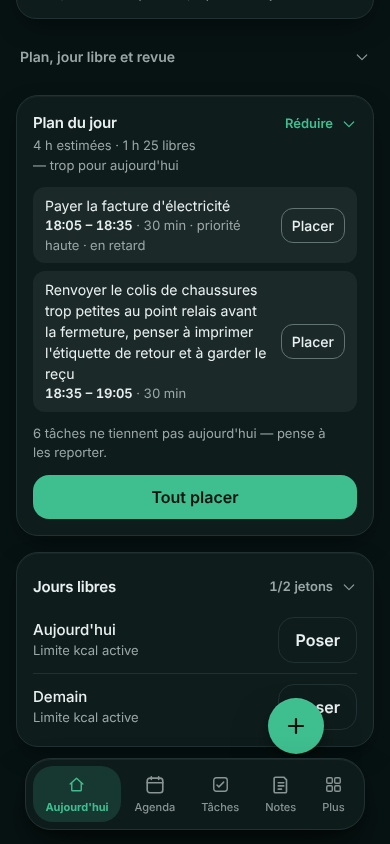 Plan, jour libre et revue
Plan du jour
Réduire
4 h estimées · 1 h 25 libres
— trop pour aujourd'hui
Payer la facture d'électricité
18:05 – 18:35 · 30 min · priorité
haute · en retard
Placer
Renvoyer le colis de chaussures
trop petites au point relais avant
la fermeture, penser à imprimer
l'étiquette de retour et à garder le
reçu
18:35 – 19:05 · 30 min
Placer
6 tâches ne tiennent pas aujourd'hui — pense à
les reporter.
Tout placer
Jours libres
1/2 jetons
Aujourd'hui
Limite kcal active
Poser
Demain
Limite kcal active
Aujourd'hui
Agenda
Tâches
Notes
Plus